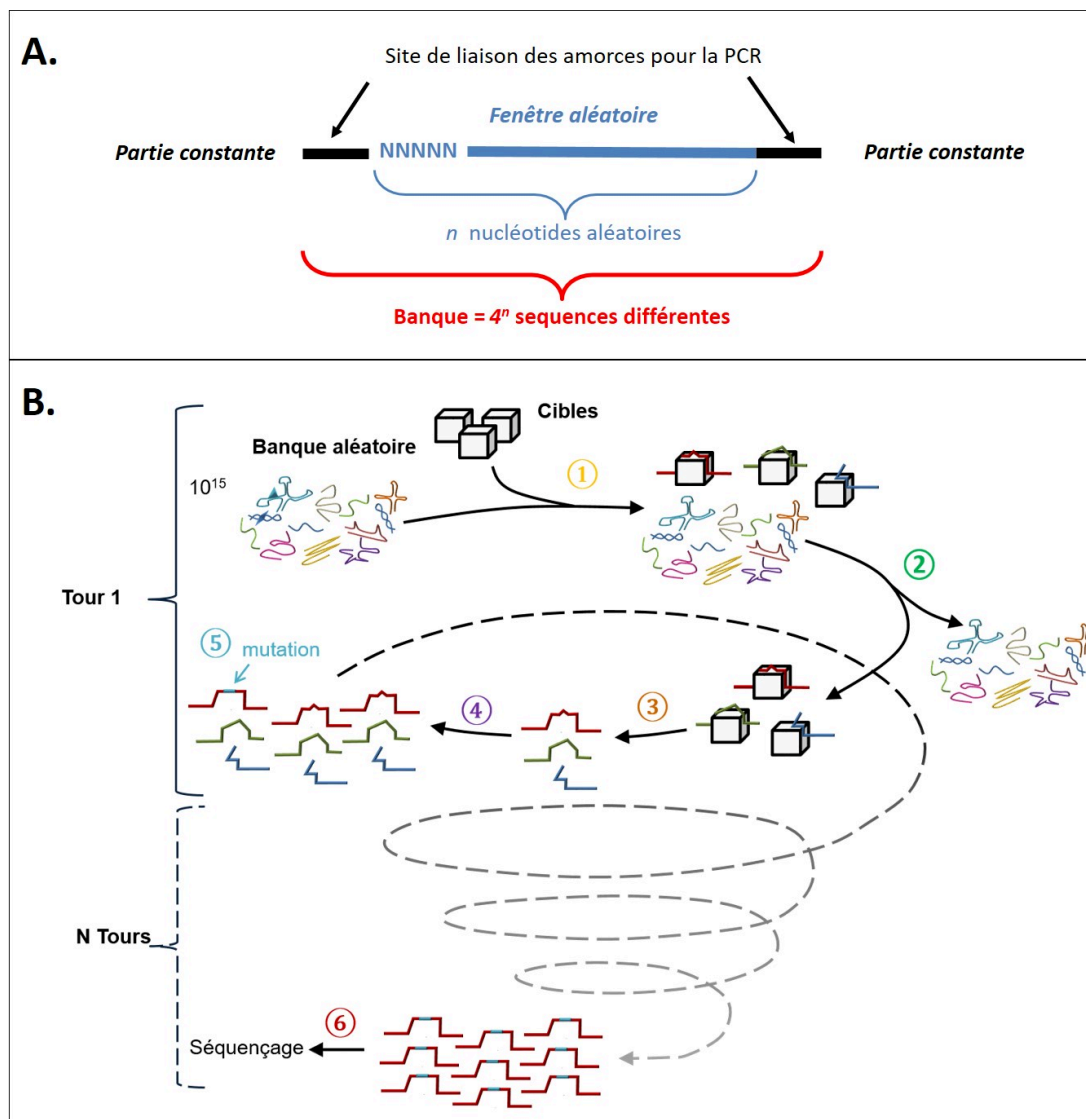 A.
Site de liaison des amorces pour la PCR
Fenêtre aléatoire
Partie constante
NNNNN
Partie constante
n nucléotides aléatoires
Banque = 4ⁿ sequences différentes
B.
Cibles
Banque aléatoire
10¹⁵
①
②
Tour 1
⑤ mutation
④
③
N Tours
Séquençage
⑥